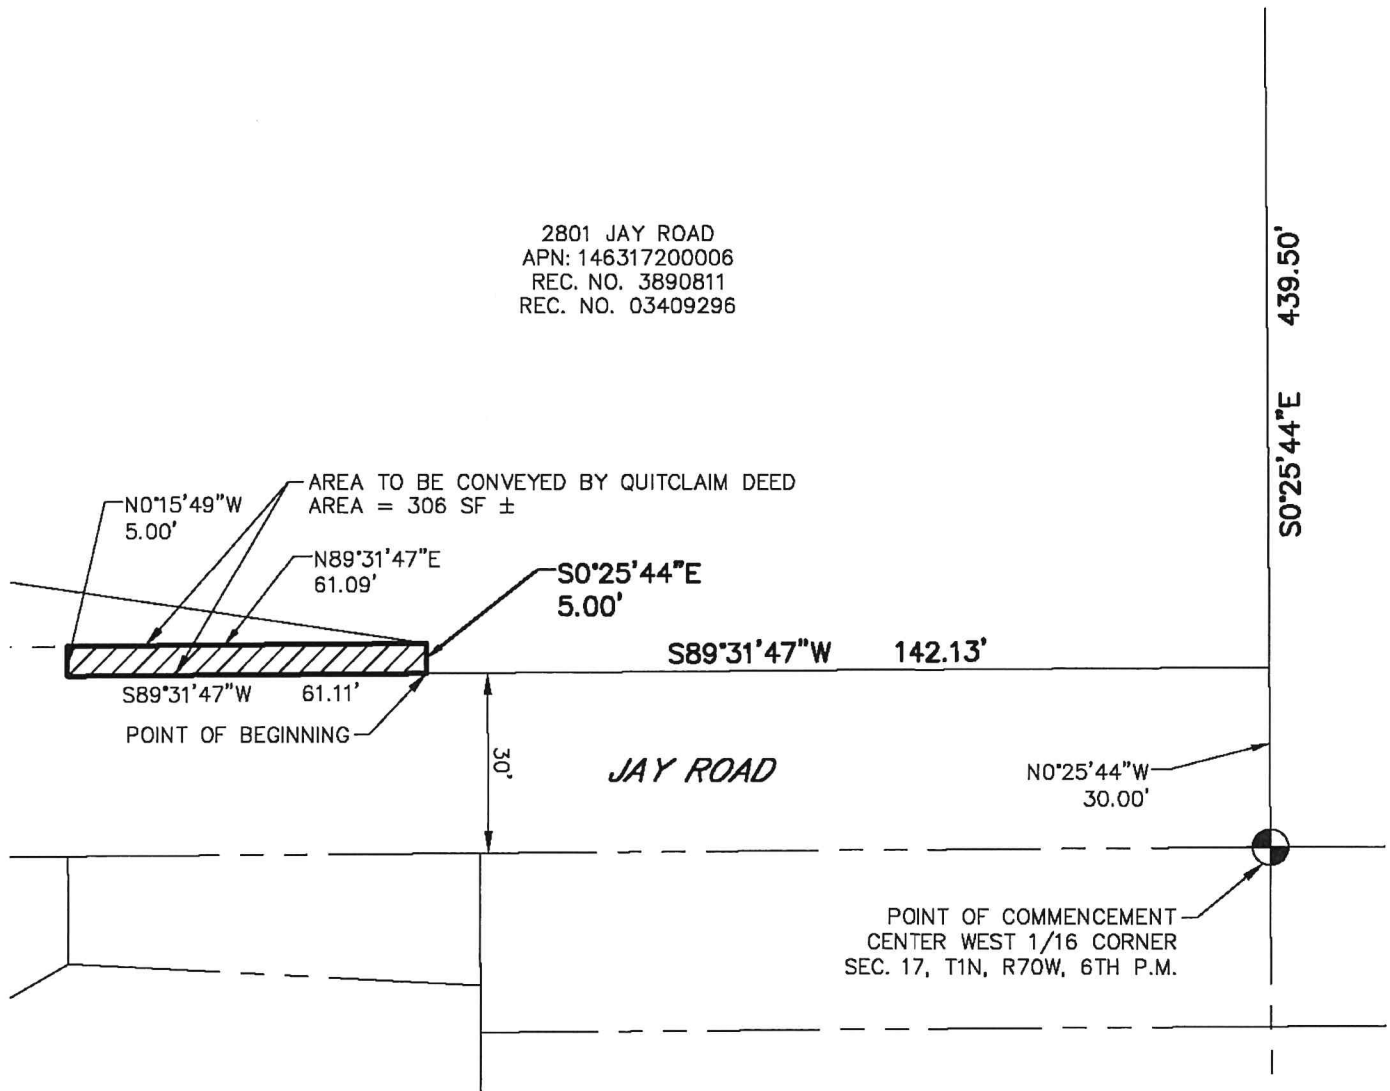 2801 JAY ROAD
APN: 146317200006
REC. NO. 3890811
REC. NO. 03409296
S0°25'44"E 439.50'
AREA TO BE CONVEYED BY QUITCLAIM DEED
AREA = 306 SF ±
N0°15'49"W
5.00'
N89°31'47"E
61.09'
S0°25'44"E
5.00'
S89°31'47"W 142.13'
S89°31'47"W 61.11'
POINT OF BEGINNING
30'
JAY ROAD
N0°25'44"W
30.00'
POINT OF COMMENCEMENT
CENTER WEST 1/16 CORNER
SEC. 17, T1N, R70W, 6TH P.M.